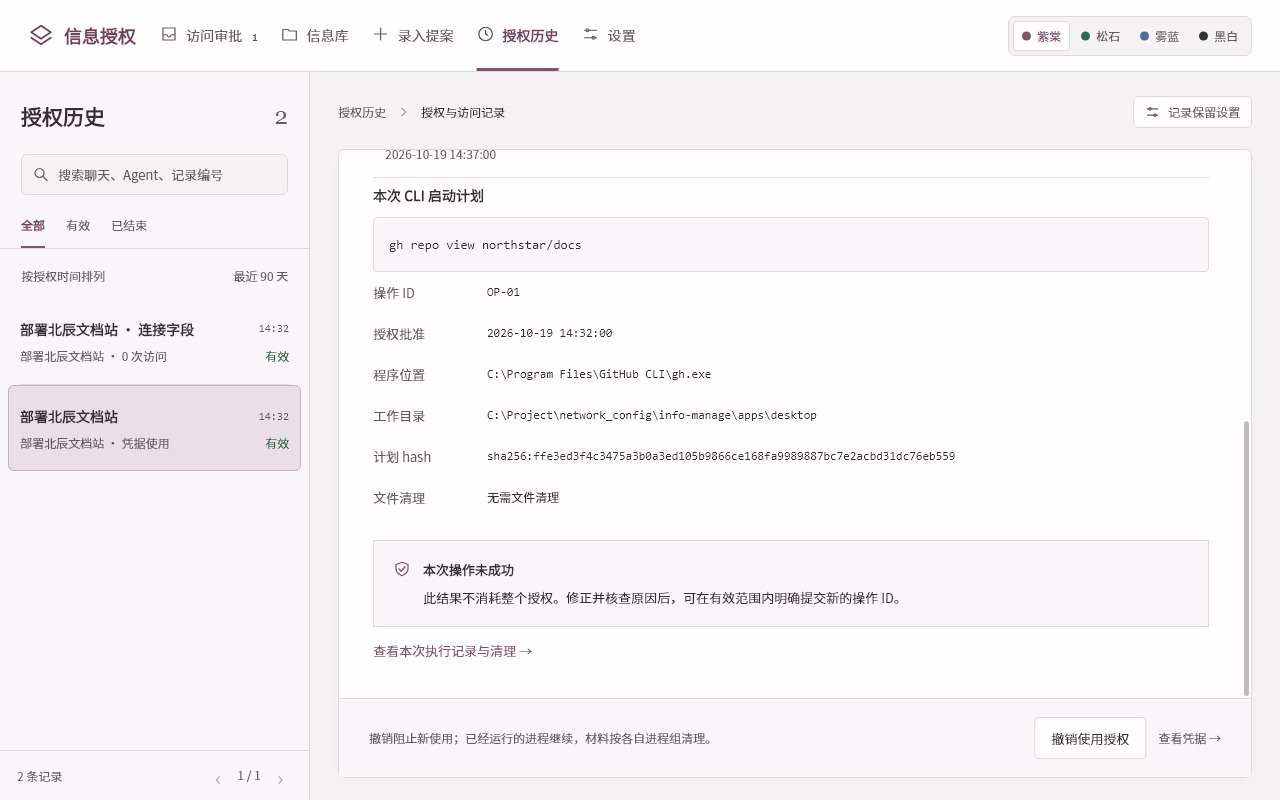 信息授权
访问审批 1
信息库
录入提案
授权历史
设置
紫棠
松石
雾蓝
黑白
授权历史 2
搜索聊天、Agent、记录编号
全部
有效
已结束
按授权时间排列 最近 90 天
部署北辰文档站 · 连接字段 14:32
部署北辰文档站 · 0 次访问 有效
部署北辰文档站 14:32
部署北辰文档站 · 凭据使用 有效
2 条记录
‹ 1 / 1 ›
授权历史 > 授权与访问记录
记录保留设置
2026-10-19 14:37:00
本次 CLI 启动计划
gh repo view northstar/docs
操作 ID OP-01
授权批准 2026-10-19 14:32:00
程序位置 C:\Program Files\GitHub CLI\gh.exe
工作目录 C:\Project\network_config\info-manage\apps\desktop
计划 hash sha256:ffe3ed3f4c3475a3b0a3ed105b9866ce168fa9989887bc7e2acbd31dc76eb559
文件清理 无需文件清理
本次操作未成功
此结果不消耗整个授权。修正并核查原因后，可在有效范围内明确提交新的操作 ID。
查看本次执行记录与清理 →
撤销阻止新使用；已经运行的进程继续，材料按各自进程组清理。
撤销使用授权
查看凭据 →